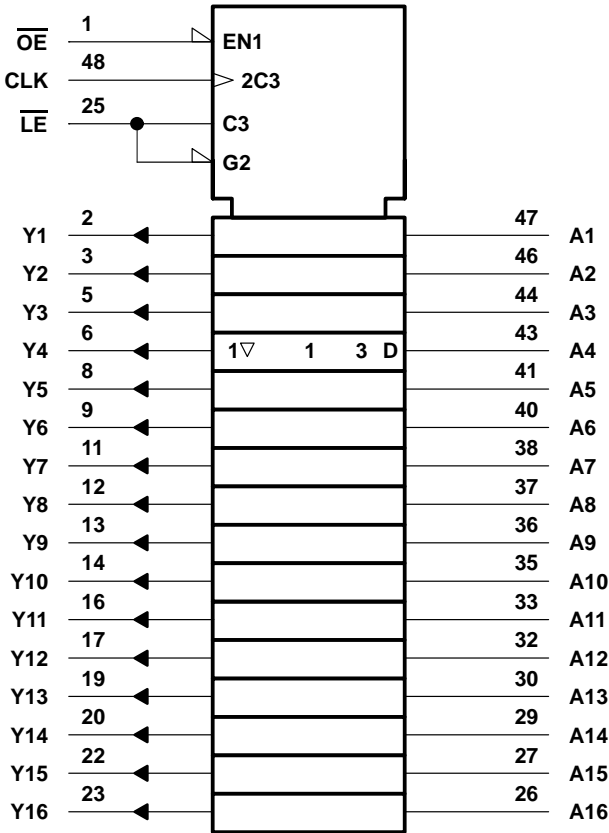 1
O̅E̅ EN1
48
CLK 2C3
25
L̅E̅ C3
G2
2 47
Y1 A1
3 46
Y2 A2
5 44
Y3 A3
6 43
Y4 1▽ 1 3 D A4
8 41
Y5 A5
9 40
Y6 A6
11 38
Y7 A7
12 37
Y8 A8
13 36
Y9 A9
14 35
Y10 A10
16 33
Y11 A11
17 32
Y12 A12
19 30
Y13 A13
20 29
Y14 A14
22 27
Y15 A15
23 26
Y16 A16